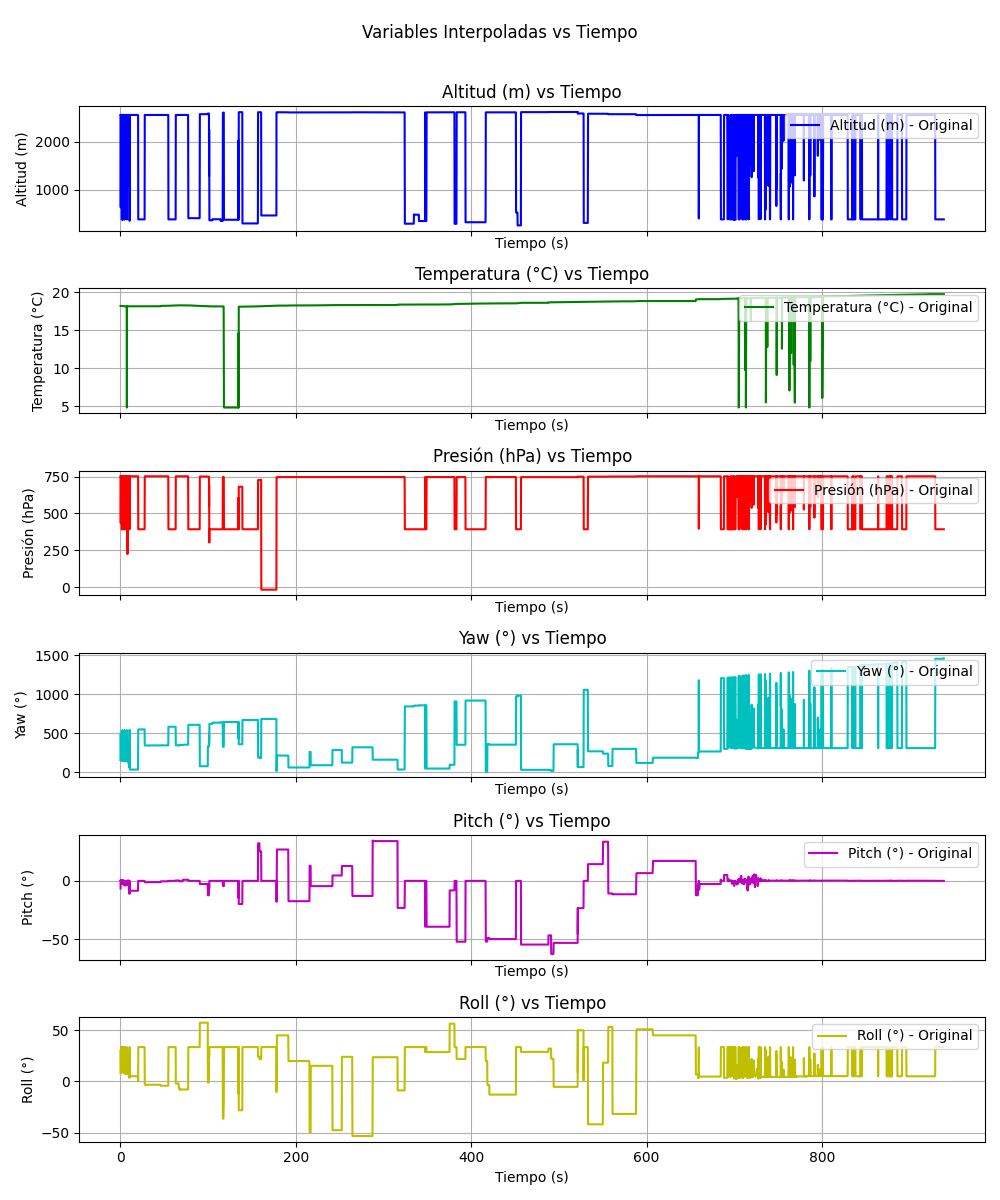 Variables Interpoladas vs Tiempo
Altitud (m) vs Tiempo
Altitud (m)
2000
1000
Altitud (m) - Original
Tiempo (s)
Temperatura (°C) vs Tiempo
Temperatura (°C)
20
15
10
5
Temperatura (°C) - Original
Tiempo (s)
Presión (hPa) vs Tiempo
Presión (hPa)
750
500
250
0
Presión (hPa) - Original
Tiempo (s)
Yaw (°) vs Tiempo
Yaw (°)
1500
1000
500
0
Yaw (°) - Original
Tiempo (s)
Pitch (°) vs Tiempo
Pitch (°)
0
−50
Pitch (°) - Original
Tiempo (s)
Roll (°) vs Tiempo
Roll (°)
50
0
−50
Roll (°) - Original
0 200 400 600 800
Tiempo (s)